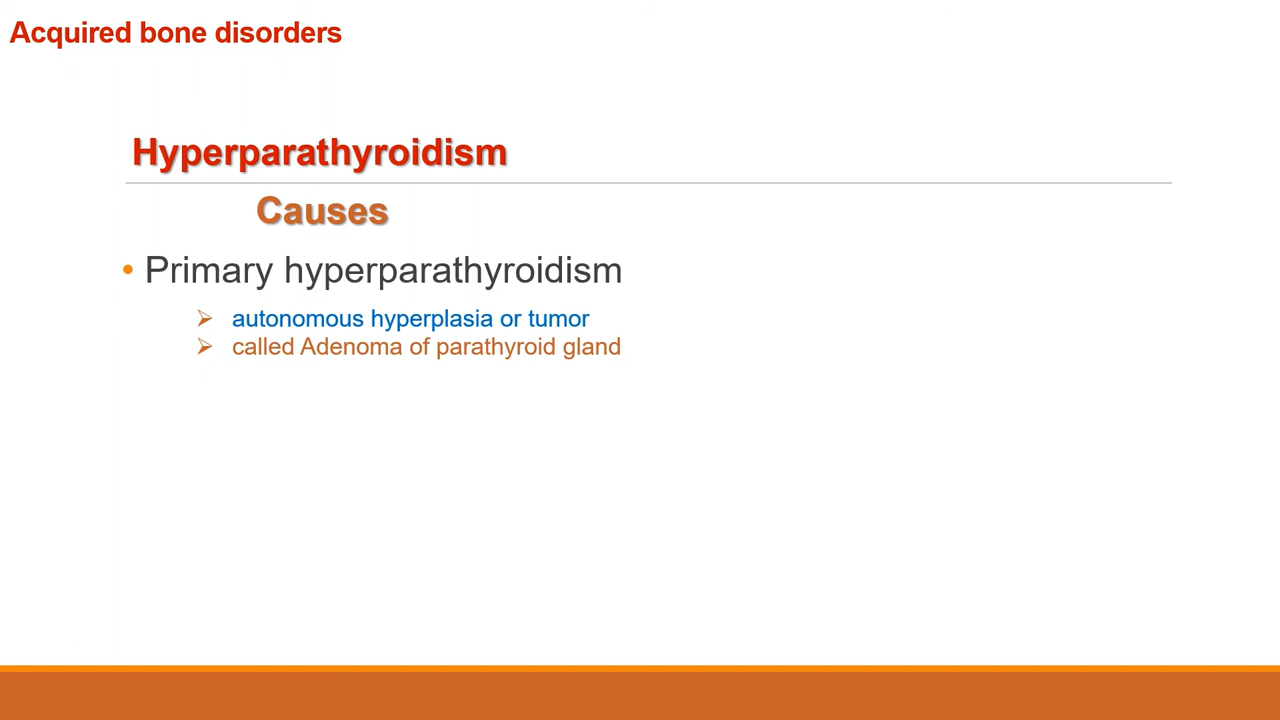 Acquired bone disorders
Hyperparathyroidism
Causes
• Primary hyperparathyroidism
➢ autonomous hyperplasia or tumor
➢ called Adenoma of parathyroid gland